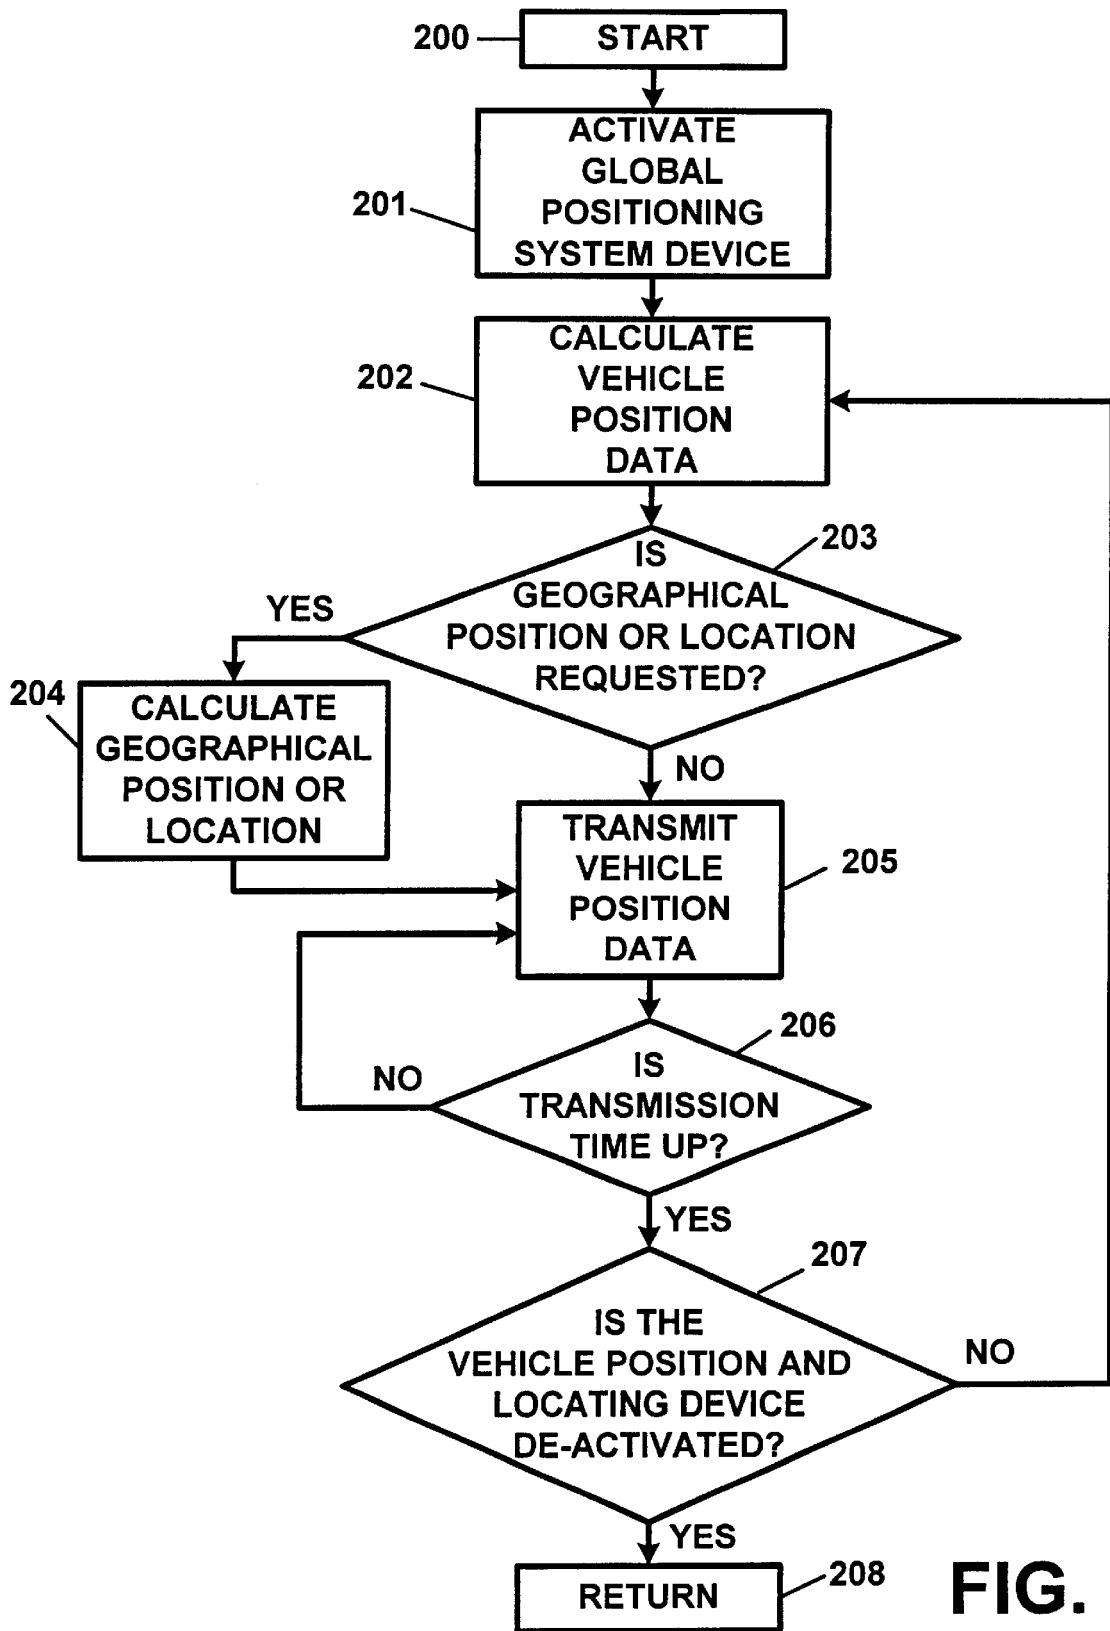 200
START
ACTIVATE
GLOBAL
POSITIONING
SYSTEM DEVICE
201
CALCULATE
VEHICLE
POSITION
DATA
202
203
IS
GEOGRAPHICAL
POSITION OR LOCATION
REQUESTED?
YES
NO
204
CALCULATE
GEOGRAPHICAL
POSITION OR
LOCATION
TRANSMIT
VEHICLE
POSITION
DATA
205
206
IS
TRANSMISSION
TIME UP?
NO
YES
207
IS THE
VEHICLE POSITION AND
LOCATING DEVICE
DE-ACTIVATED?
NO
YES
RETURN
208
FIG.